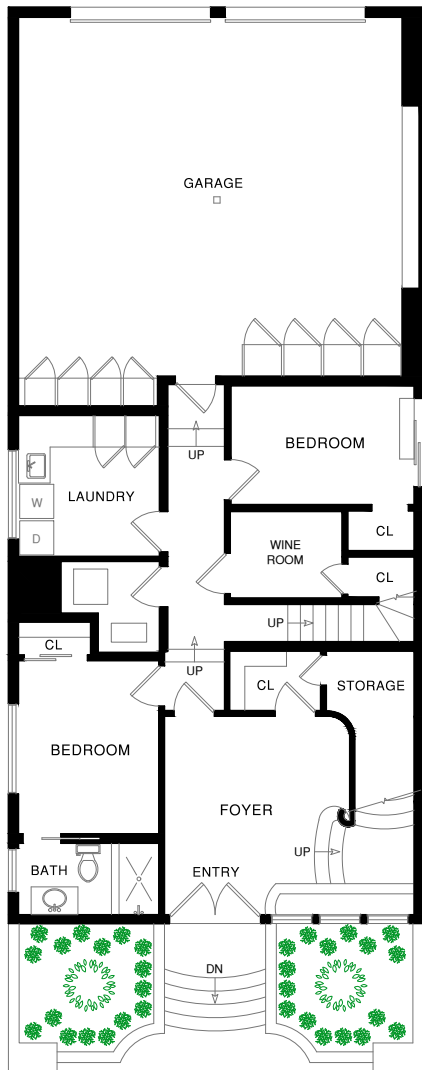 GARAGE
UP
BEDROOM
LAUNDRY
W
D
CL
WINE
ROOM
CL
UP
CL
UP
CL
STORAGE
BEDROOM
FOYER
UP
BATH
ENTRY
DN